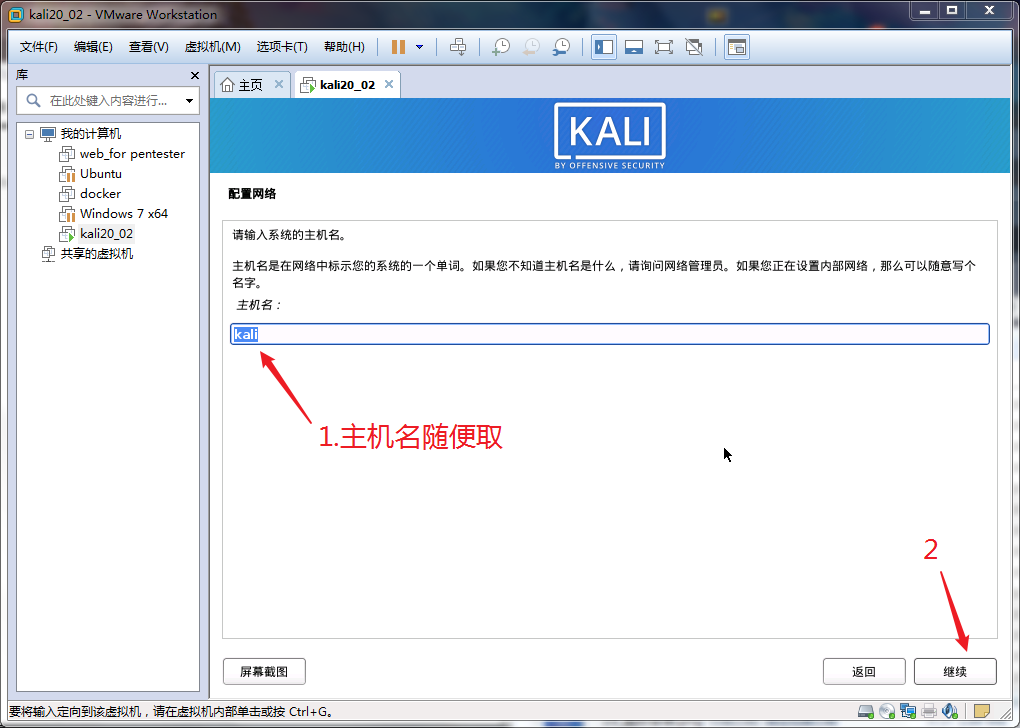 kali20_02 - VMware Workstation
文件(F) 编辑(E) 查看(V) 虚拟机(M) 选项卡(T) 帮助(H)
库
主页
kali20_02
在此处键入内容进行...
我的计算机
web_for pentester
Ubuntu
docker
Windows 7 x64
kali20_02
共享的虚拟机
KALI
BY OFFENSIVE SECURITY
配置网络
请输入系统的主机名。
主机名是在网络中标示您的系统的一个单词。如果您不知道主机名是什么，请询问网络管理员。如果您正在设置内部网络，那么可以随意写个
名字。
主机名：
kali
1.主机名随便取
2
屏幕截图
返回
继续
要将输入定向到该虚拟机，请在虚拟机内部单击或按 Ctrl+G。